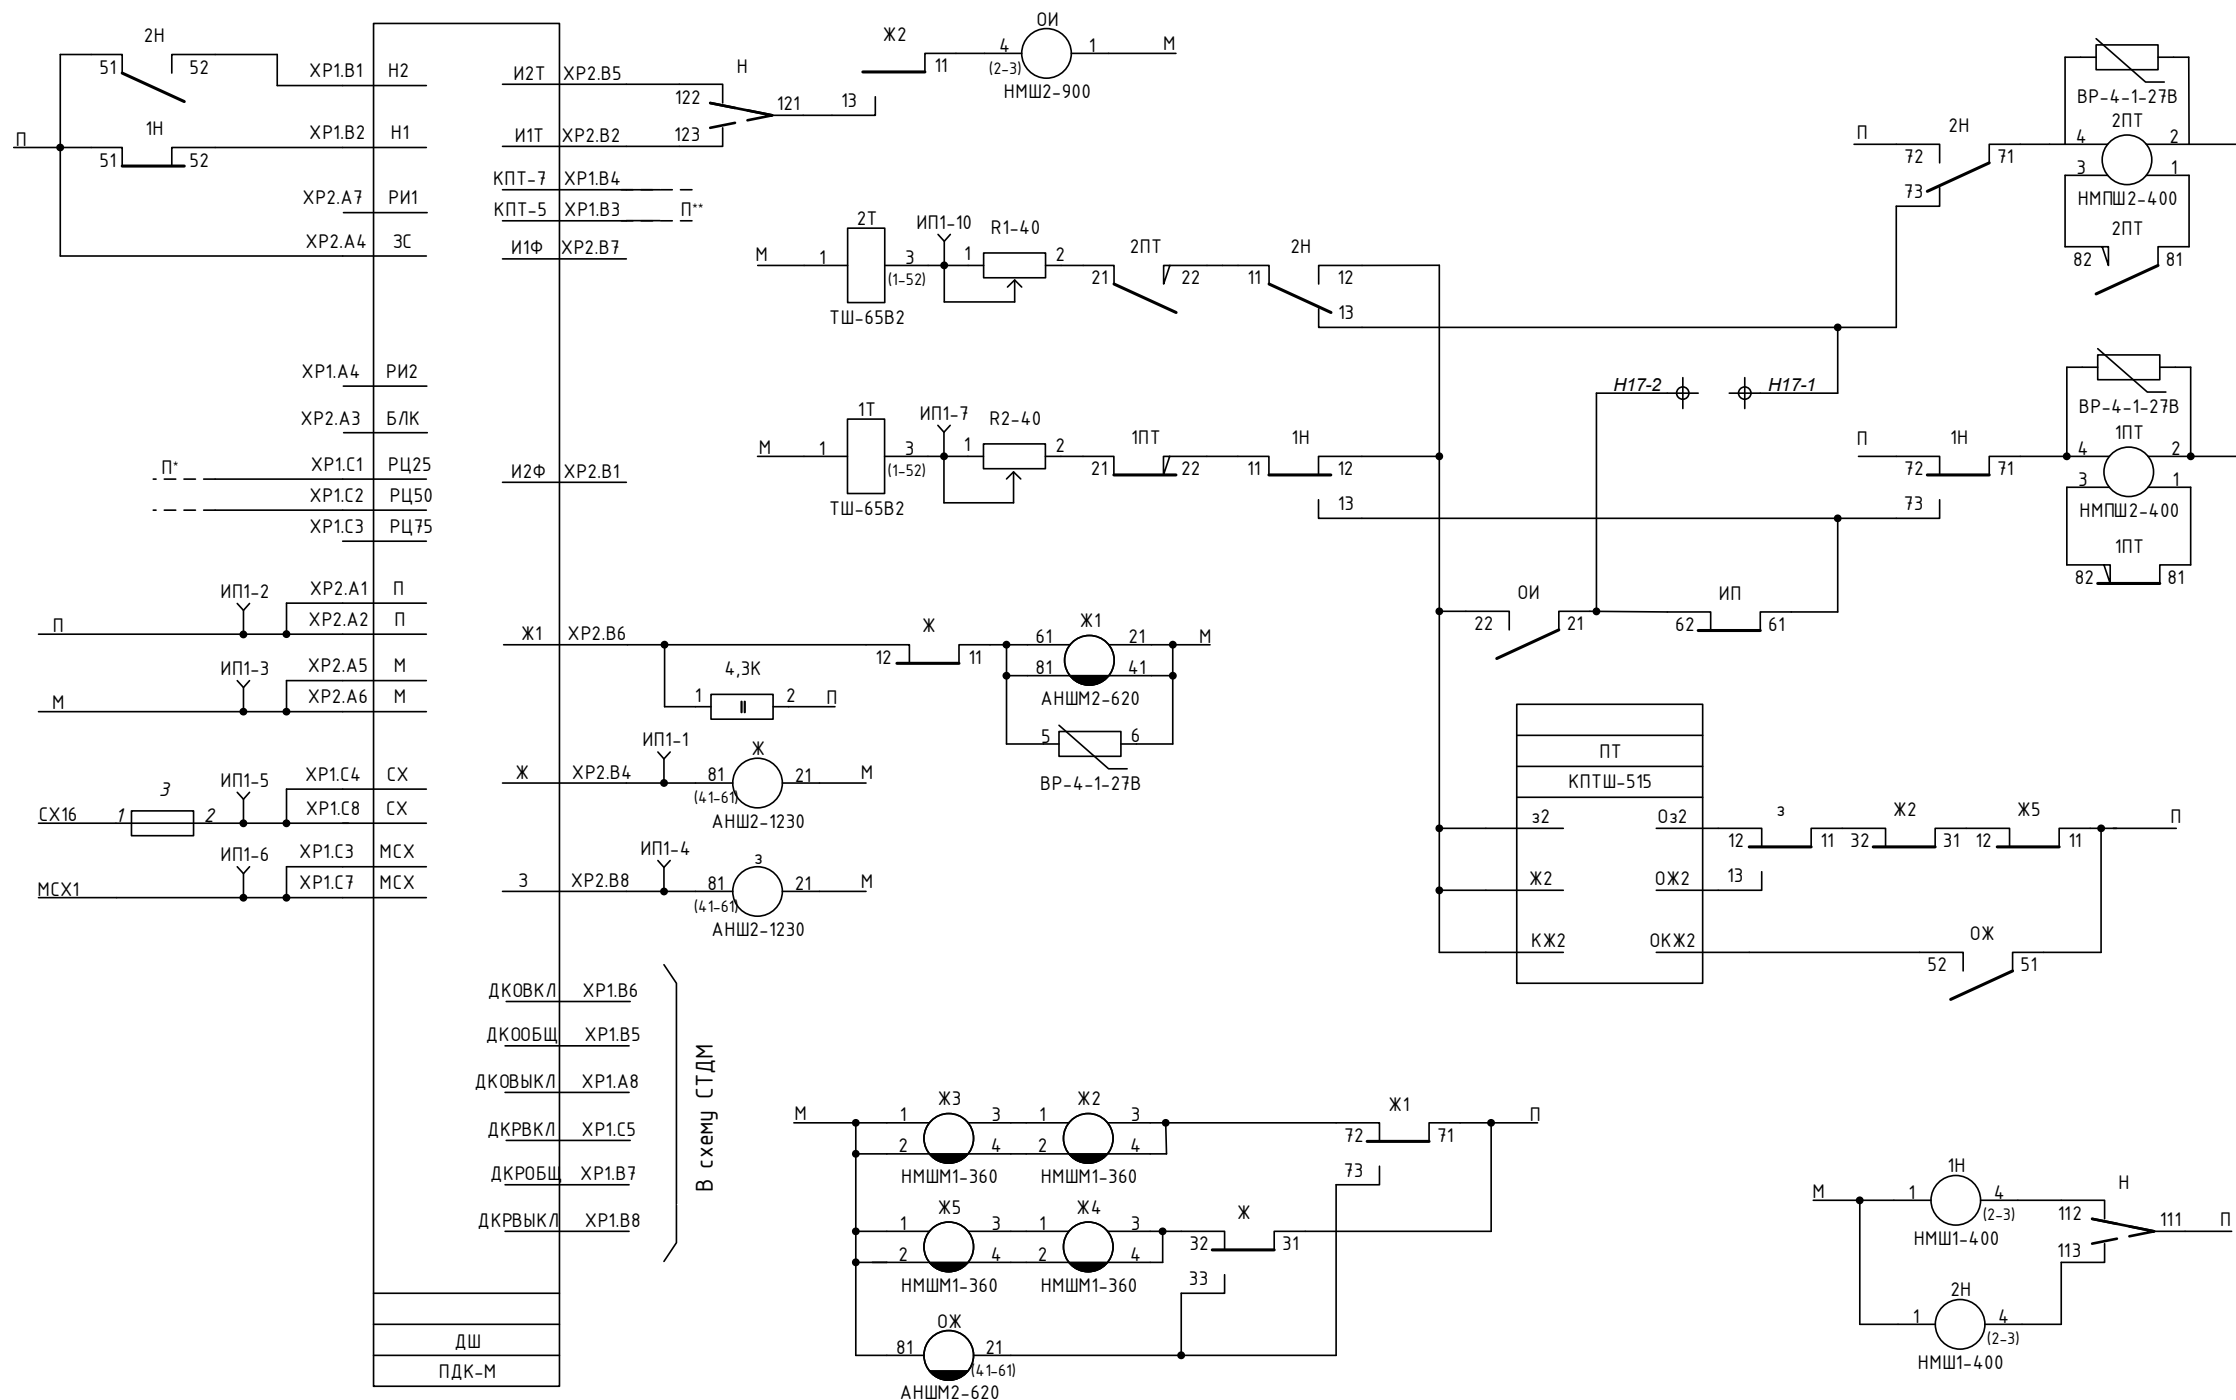 2Н
51 52
ХР1.В1 Н2
П
1Н
51 52
ХР1.В2 Н1
ХР2.А7 РИ1
ХР2.А4 ЗС
ХР1.А4 РИ2
ХР2.А3 БЛК
П* ХР1.С1 РЦ25
ХР1.С2 РЦ50
ХР1.С3 РЦ75
ИП1-2
ХР2.А1 П
П ХР2.А2 П
ИП1-3
ХР2.А5 М
М ХР2.А6 М
3
ИП1-5
ХР1.С4 СХ
СХ16 1 2 ХР1.С8 СХ
ИП1-6
ХР1.С3 МСХ
МСХ1 ХР1.С7 МСХ
И2Т ХР2.В5
И1Т ХР2.В2
КПТ-7 ХР1.В4
КПТ-5 ХР1.В3 П**
И1Ф ХР2.В7
И2Ф ХР2.В1
Ж1 ХР2.В6
Ж ХР2.В4
З ХР2.В8
ДКОВКЛ ХР1.В6
ДКООБЩ ХР1.В5
ДКОВЫКЛ ХР1.А8
ДКРВКЛ ХР1.С5
ДКРОБЩ ХР1.В7
ДКРВЫКЛ ХР1.В8
В схему СТДМ
ДШ
ПДК-М
Н
122 121
123
13
Ж2
11
ОИ
4 1 М
(2-3)
НМШ2-900
2Т
М 1 3
(1-52)
ТШ-65В2
ИП1-10
R1-40
1 2
2ПТ
21 22
2Н
11 12
13
1Т
М 1 3
(1-52)
ТШ-65В2
ИП1-7
R2-40
1 2
1ПТ
21 22
1Н
11 12
13
Н17-2 Н17-1
П 2Н
72 71
73
ВР-4-1-27В
2ПТ
4 2
3 1
НМПШ2-400
2ПТ
82 81
П 1Н
72 71
73
ВР-4-1-27В
1ПТ
4 2
3 1
НМПШ2-400
1ПТ
82 81
ОИ
22 21
ИП
62 61
4,3К
1 2 П
Ж
12 11
Ж1
61 21 М
81 41
АНШМ2-620
5 6
ВР-4-1-27В
ИП1-1
Ж
81 21 М
(41-61)
АНШ2-1230
ИП1-4
з
81 21 М
(41-61)
АНШ2-1230
ПТ
КПТШ-515
з2 Оз2
Ж2 ОЖ2
КЖ2 ОКЖ2
з
12 11
13
Ж2
32 31
Ж5
12 11
П
ОЖ
52 51
М
Ж3
1 3
2 4
НМШМ1-360
Ж2
1 3
2 4
НМШМ1-360
Ж1
72 71 П
73
Ж5
1 3
2 4
НМШМ1-360
Ж4
1 3
2 4
НМШМ1-360
Ж
32 31
33
ОЖ
81 21
(41-61)
АНШМ2-620
М
1Н
1 4
(2-3)
НМШ1-400
Н
112 111 П
113
2Н
1 4
(2-3)
НМШ1-400